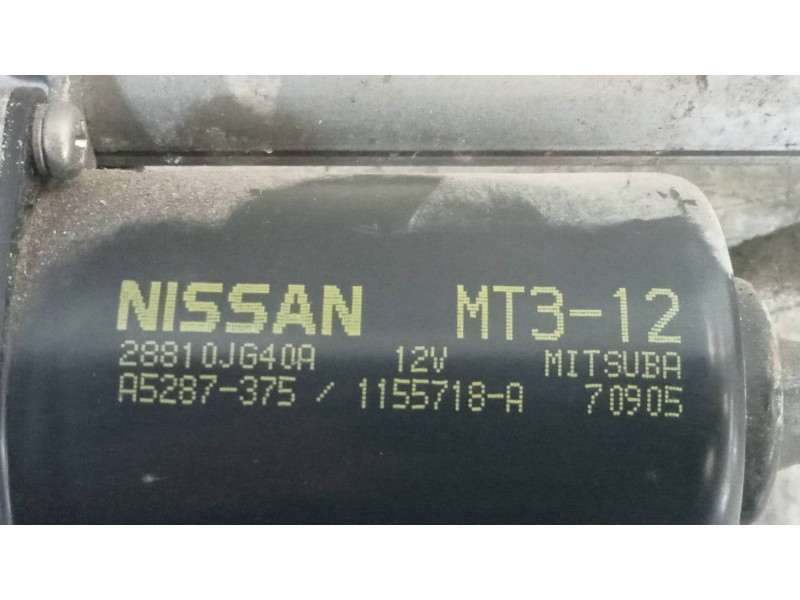 NISSAN MT3-12
28810JG40A 12V MITSUBA
A5287-375 / 1155718-A 70905